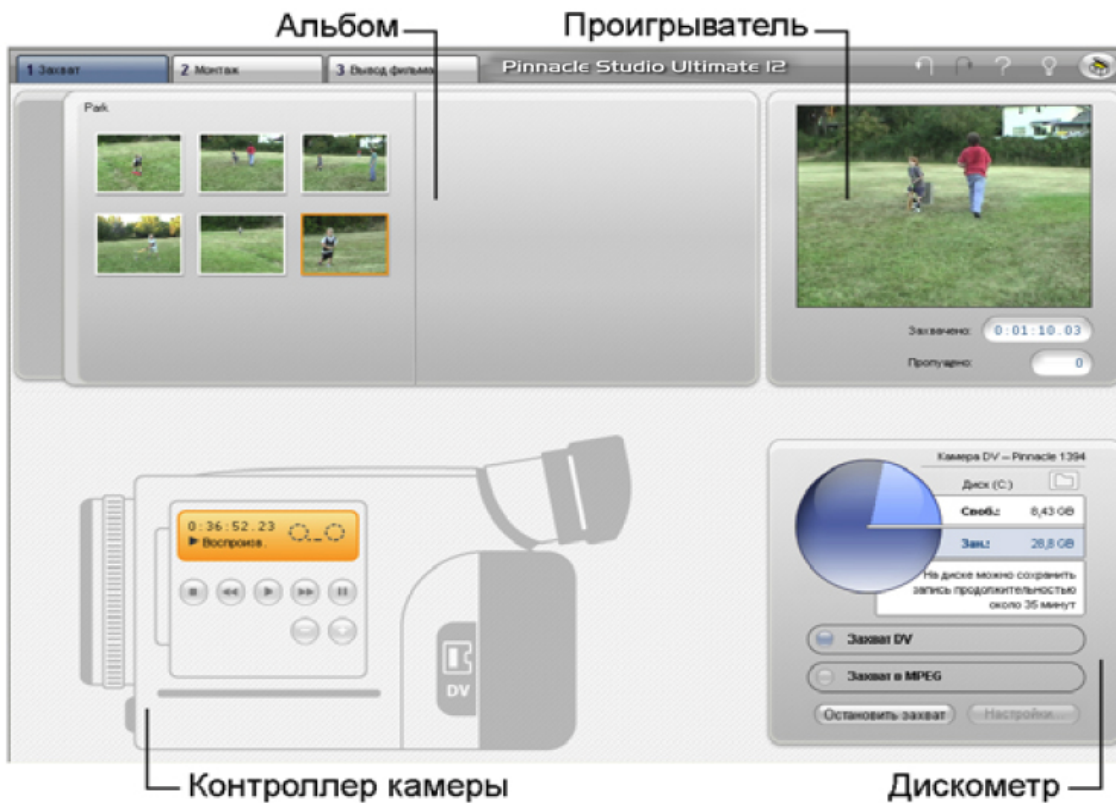 Альбом
Проигрыватель
1 Захват
2 Монтаж
3 Вывод фильма
Pinnacle Studio Ultimate 12
Park
Захвачено: 0:01:10.03
Пропущено: 0
0:36:52.23
Воспроизв.
DV
Камера DV – Pinnacle 1394
Диск (C:)
Своб.: 8,43 GB
Зан.: 28,8 GB
На диске можно сохранить
запись продолжительностью
около 35 минут
Захват DV
Захват в MPEG
Остановить захват
Настройки...
Контроллер камеры
Дискометр